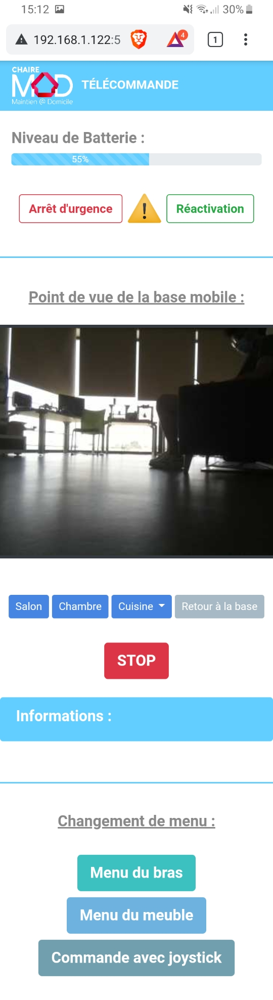 15:12 30%
192.168.1.122:5 4 1
CHAIRE
M@D TÉLÉCOMMANDE
Maintien @ Domicile
Niveau de Batterie :
55%
Arrêt d'urgence Réactivation
Point de vue de la base mobile :
Salon Chambre Cuisine Retour à la base
STOP
Informations :
Changement de menu :
Menu du bras
Menu du meuble
Commande avec joystick